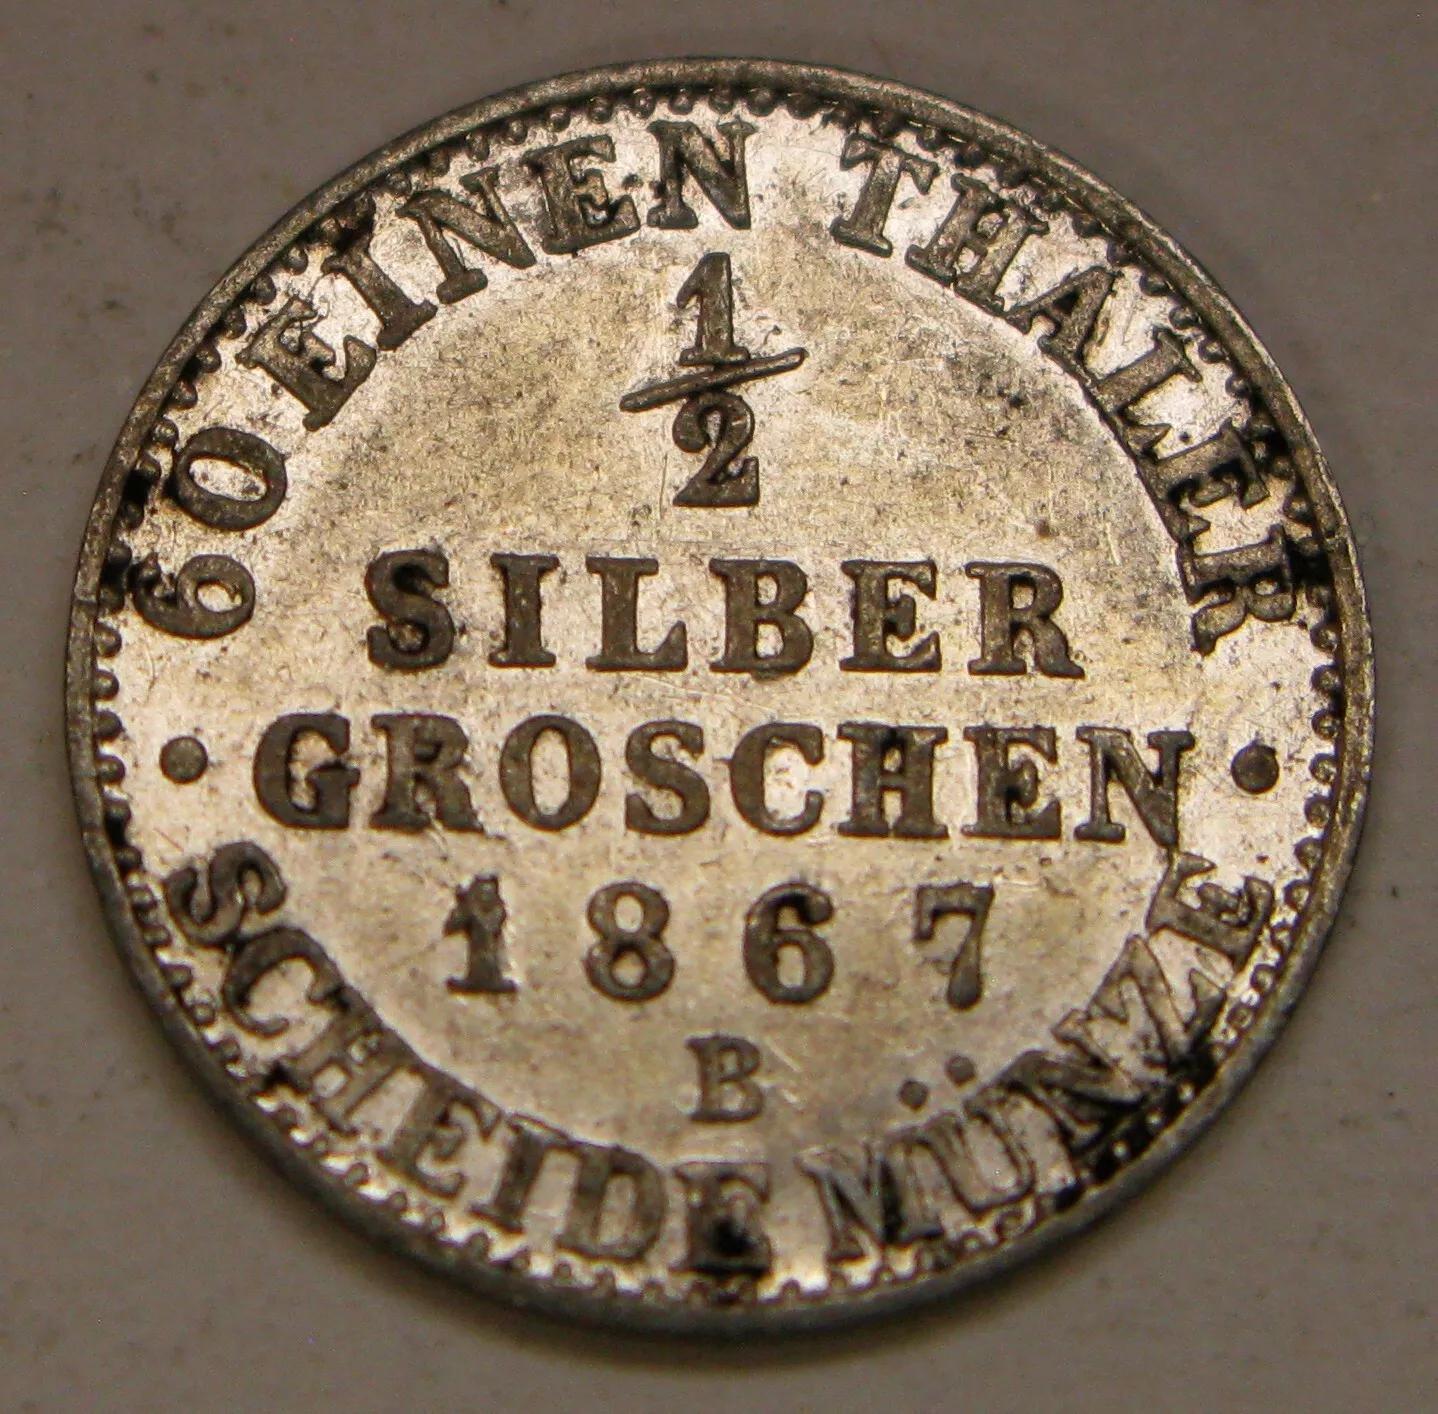 60 EINEN THALER
1/2
SILBER
· GROSCHEN ·
1867
B
SCHEIDE MÜNZE